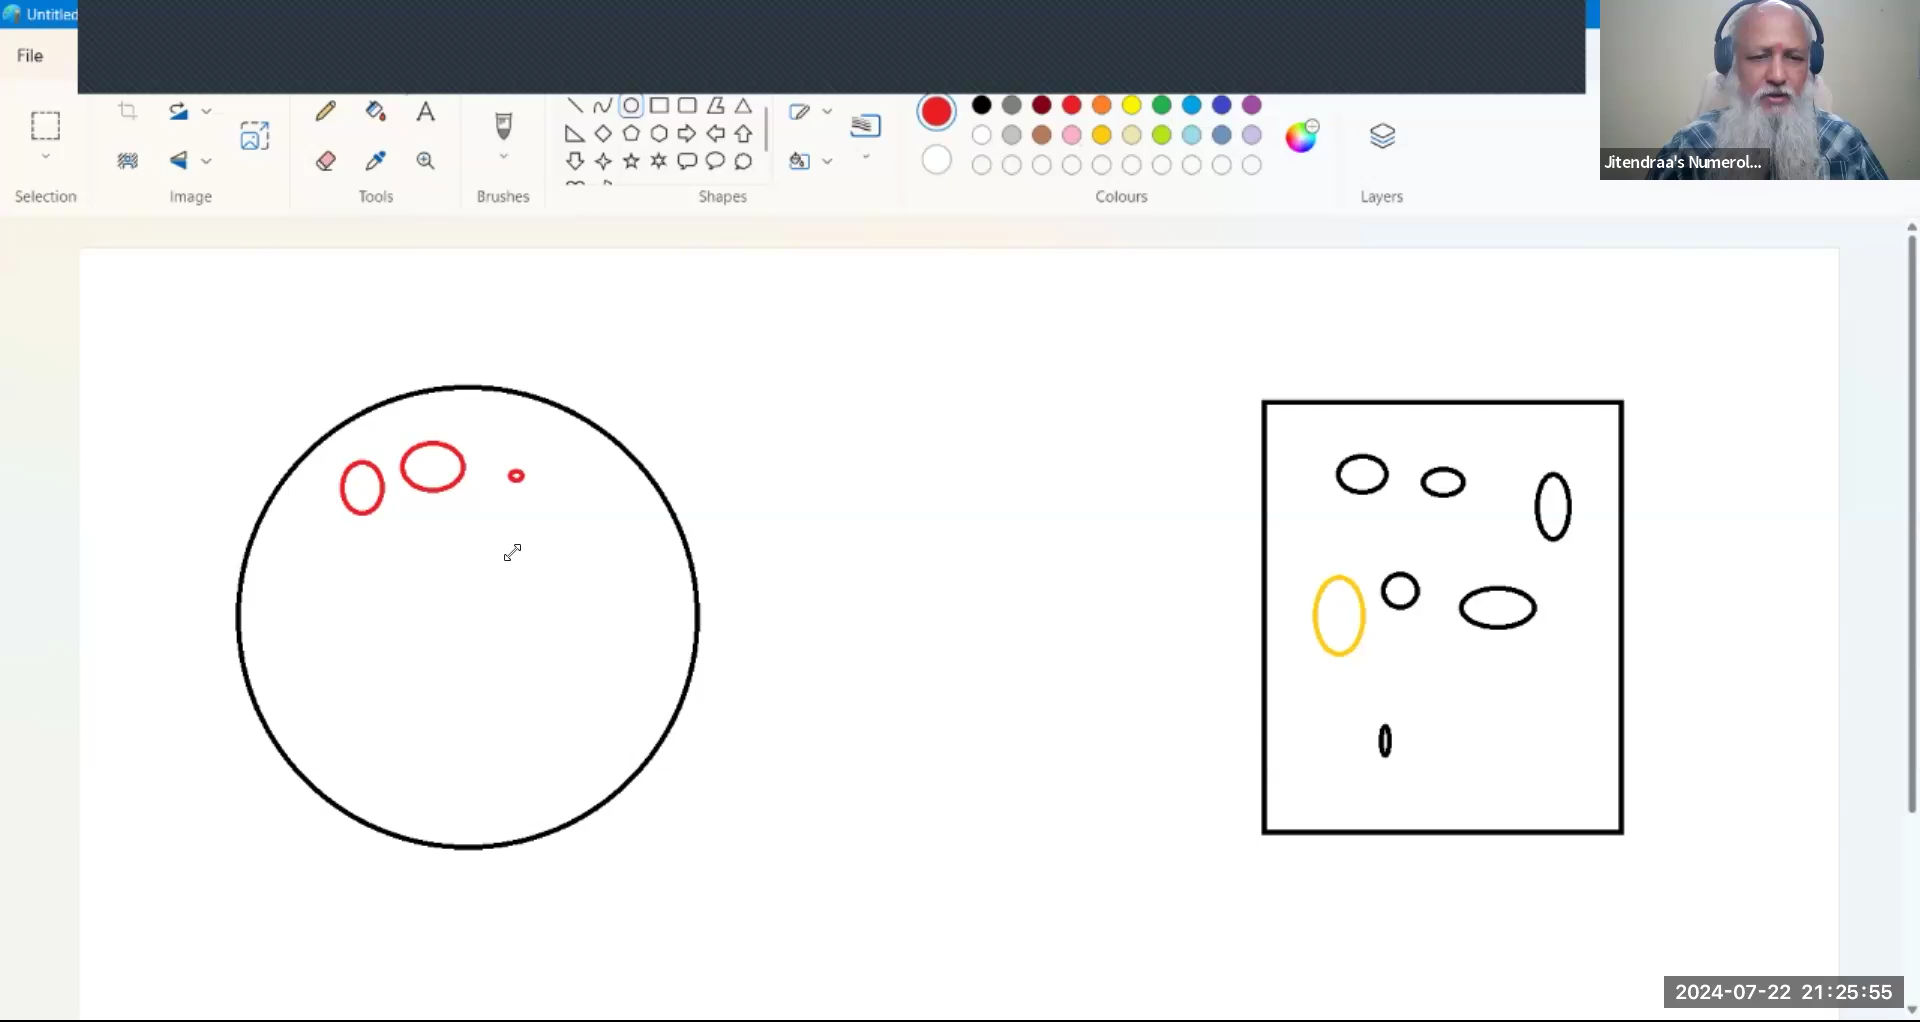 Untitled
File
Selection
Image
Tools
Brushes
Shapes
Colours
Layers
Jitendraa's Numerol...
2024-07-22 21:25:55